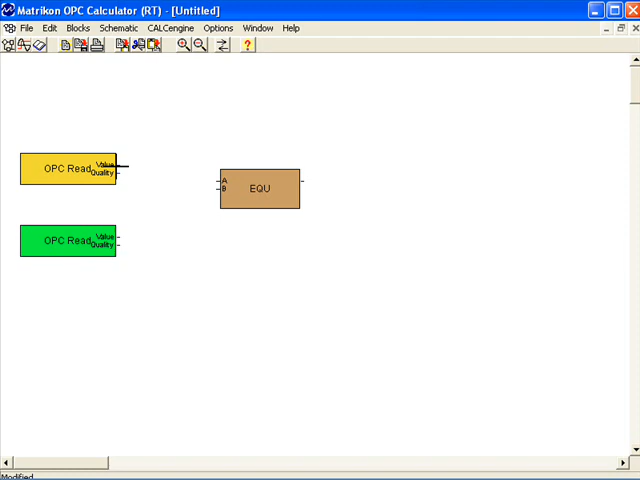 Matrikon OPC Calculator (RT) - [Untitled]
File Edit Blocks Schematic CALCengine Options Window Help
OPC Read Value
Quality
A
B
EQU
OPC Read Value
Quality
Modified